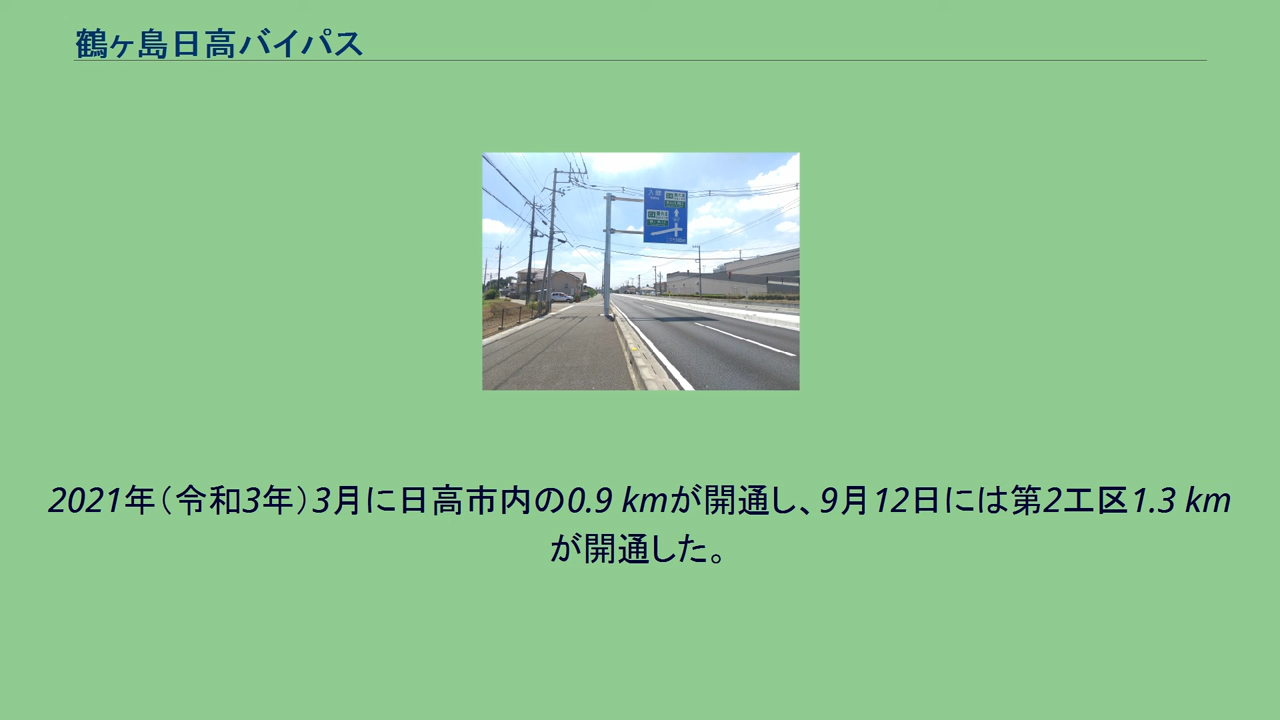 鶴ヶ島日高バイパス
入間
2021年（令和3年）3月に日高市内の0.9 kmが開通し、9月12日には第2工区1.3 km
が開通した。